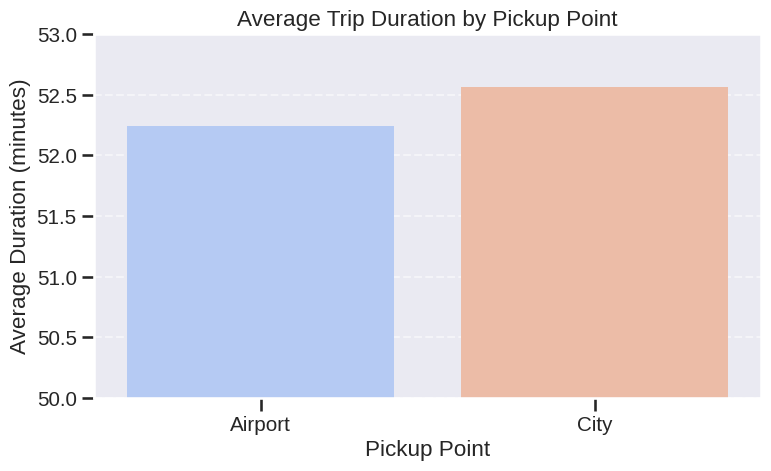 Average Trip Duration by Pickup Point
Average Duration (minutes)
53.0
52.5
52.0
51.5
51.0
50.5
50.0
Airport
City
Pickup Point